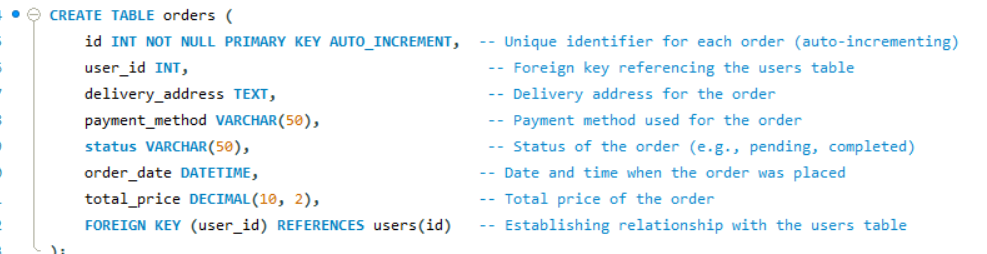 CREATE TABLE orders (
id INT NOT NULL PRIMARY KEY AUTO_INCREMENT, -- Unique identifier for each order (auto-incrementing)
user_id INT, -- Foreign key referencing the users table
delivery_address TEXT, -- Delivery address for the order
payment_method VARCHAR(50), -- Payment method used for the order
status VARCHAR(50), -- Status of the order (e.g., pending, completed)
order_date DATETIME, -- Date and time when the order was placed
total_price DECIMAL(10, 2), -- Total price of the order
FOREIGN KEY (user_id) REFERENCES users(id) -- Establishing relationship with the users table
);